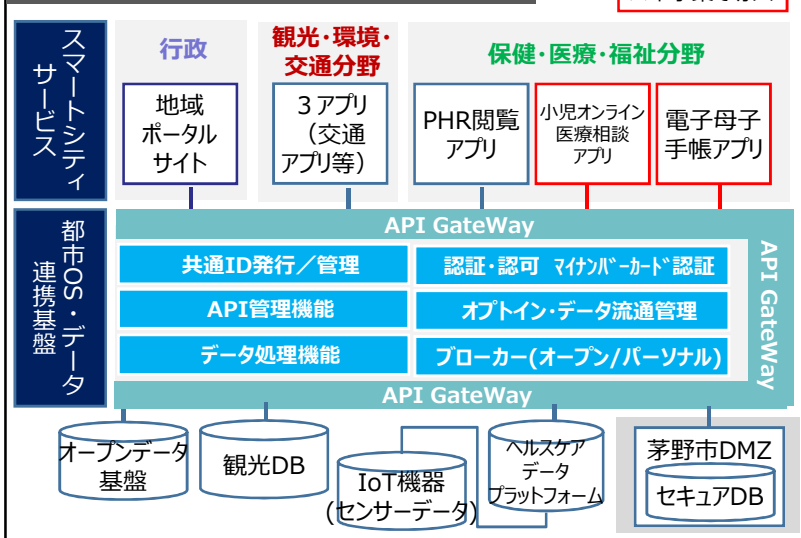 スマートシティ
サービス
行政
観光・環境・
交通分野
保健・医療・福祉分野
地域
ポータル
サイト
3アプリ
(交通
アプリ等)
PHR閲覧
アプリ
小児オンライン
医療相談
アプリ
電子母子
手帳アプリ
都市OS・データ
連携基盤
API GateWay
共通ID発行/管理
認証・認可 マイナンバーカード認証
API管理機能
オプトイン・データ流通管理
データ処理機能
ブローカー(オープン/パーソナル)
API GateWay
API GateWay
オープンデータ
基盤
観光DB
IoT機器
(センサーデータ)
ヘルスケア
データ
プラットフォーム
茅野市DMZ
セキュアDB